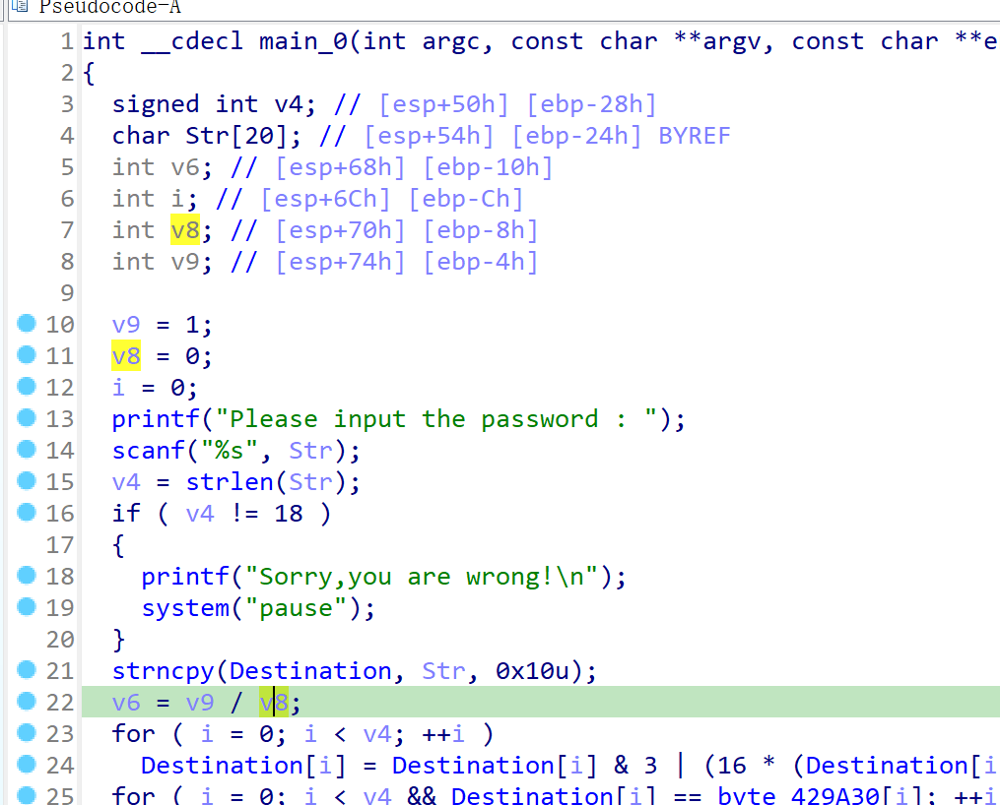 Pseudocode-A
1 int __cdecl main_0(int argc, const char **argv, const char **e
2 {
3 signed int v4; // [esp+50h] [ebp-28h]
4 char Str[20]; // [esp+54h] [ebp-24h] BYREF
5 int v6; // [esp+68h] [ebp-10h]
6 int i; // [esp+6Ch] [ebp-Ch]
7 int v8; // [esp+70h] [ebp-8h]
8 int v9; // [esp+74h] [ebp-4h]
9
10 v9 = 1;
11 v8 = 0;
12 i = 0;
13 printf("Please input the password : ");
14 scanf("%s", Str);
15 v4 = strlen(Str);
16 if ( v4 != 18 )
17 {
18 printf("Sorry,you are wrong!\n");
19 system("pause");
20 }
21 strncpy(Destination, Str, 0x10u);
22 v6 = v9 / v8;
23 for ( i = 0; i < v4; ++i )
24 Destination[i] = Destination[i] & 3 | (16 * (Destination[i
25 for ( i = 0; i < v4 && Destination[i] == byte_429A30[i]; ++i